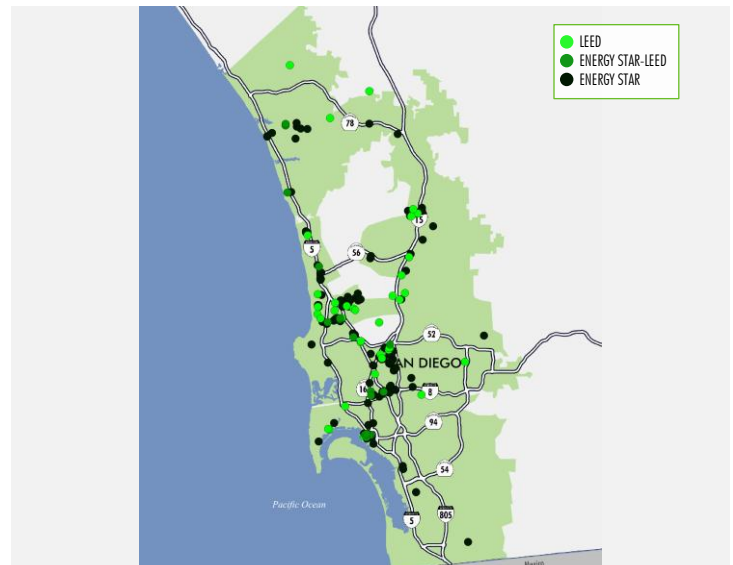 LEED
ENERGY STAR-LEED
ENERGY STAR
78
15
5
56
52
AN DIEGO
16
8
94
54
Pacific Ocean
5
805